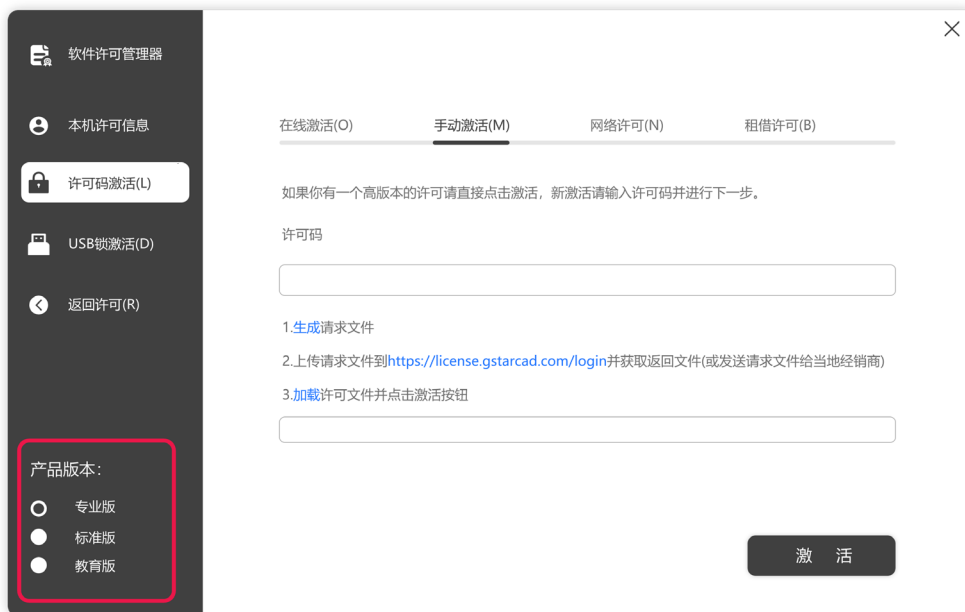 软件许可管理器
本机许可信息
许可码激活(L)
USB锁激活(D)
返回许可(R)
产品版本：
专业版
标准版
教育版
在线激活(O) 手动激活(M) 网络许可(N) 租借许可(B)
如果你有一个高版本的许可请直接点击激活，新激活请输入许可码并进行下一步。
许可码
1.生成请求文件
2.上传请求文件到https://license.gstarcad.com/login并获取返回文件(或发送请求文件给当地经销商)
3.加载许可文件并点击激活按钮
激 活